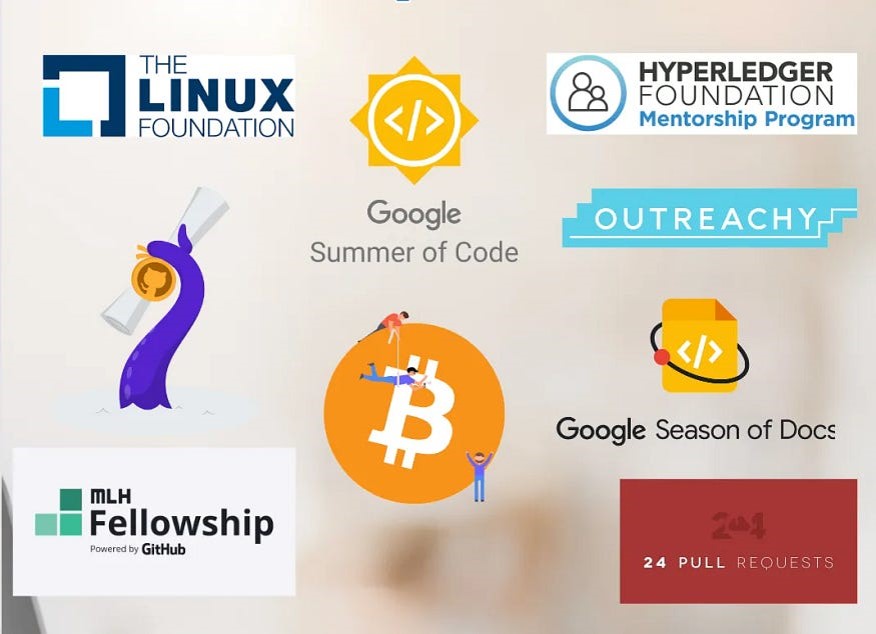 THE
LINUX
FOUNDATION
</>
Google
Summer of Code
HYPERLEDGER
FOUNDATION
Mentorship Program
OUTREACHY
</>
Google Season of Docs
MLH
Fellowship
Powered by GitHub
24
24 PULL REQUESTS